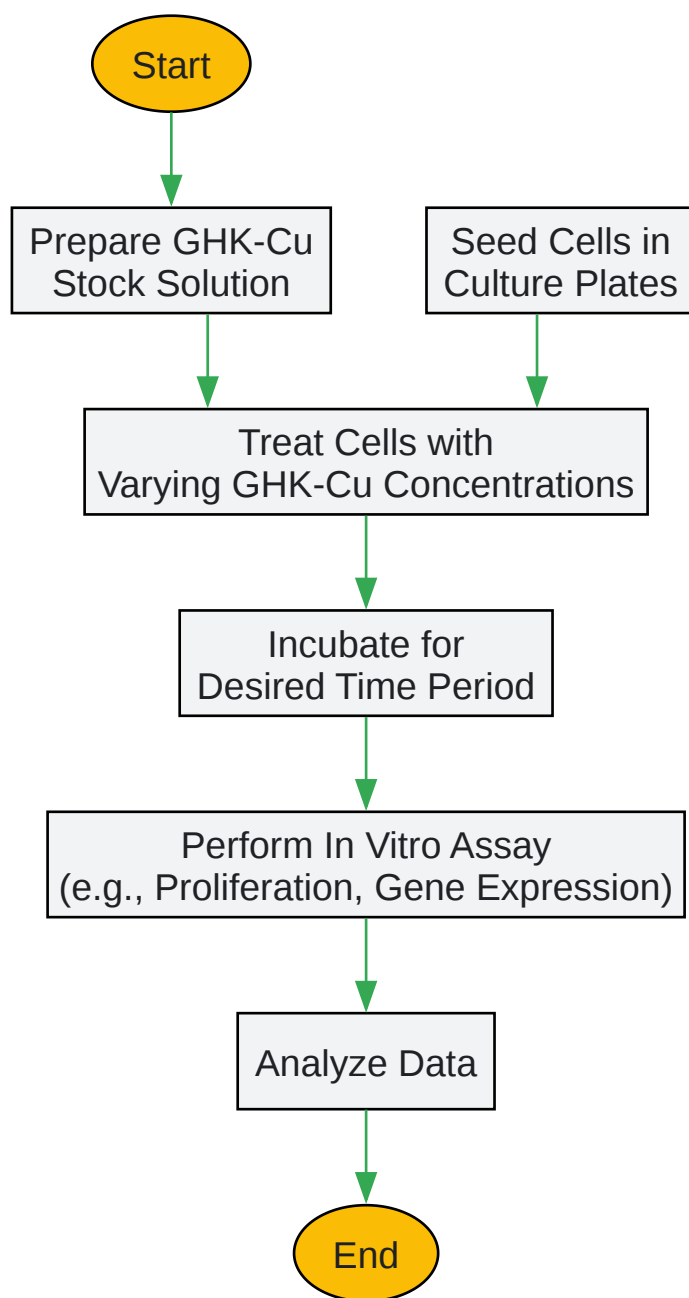 Start
Prepare GHK-Cu
Stock Solution
Seed Cells in
Culture Plates
Treat Cells with
Varying GHK-Cu Concentrations
Incubate for
Desired Time Period
Perform In Vitro Assay
(e.g., Proliferation, Gene Expression)
Analyze Data
End